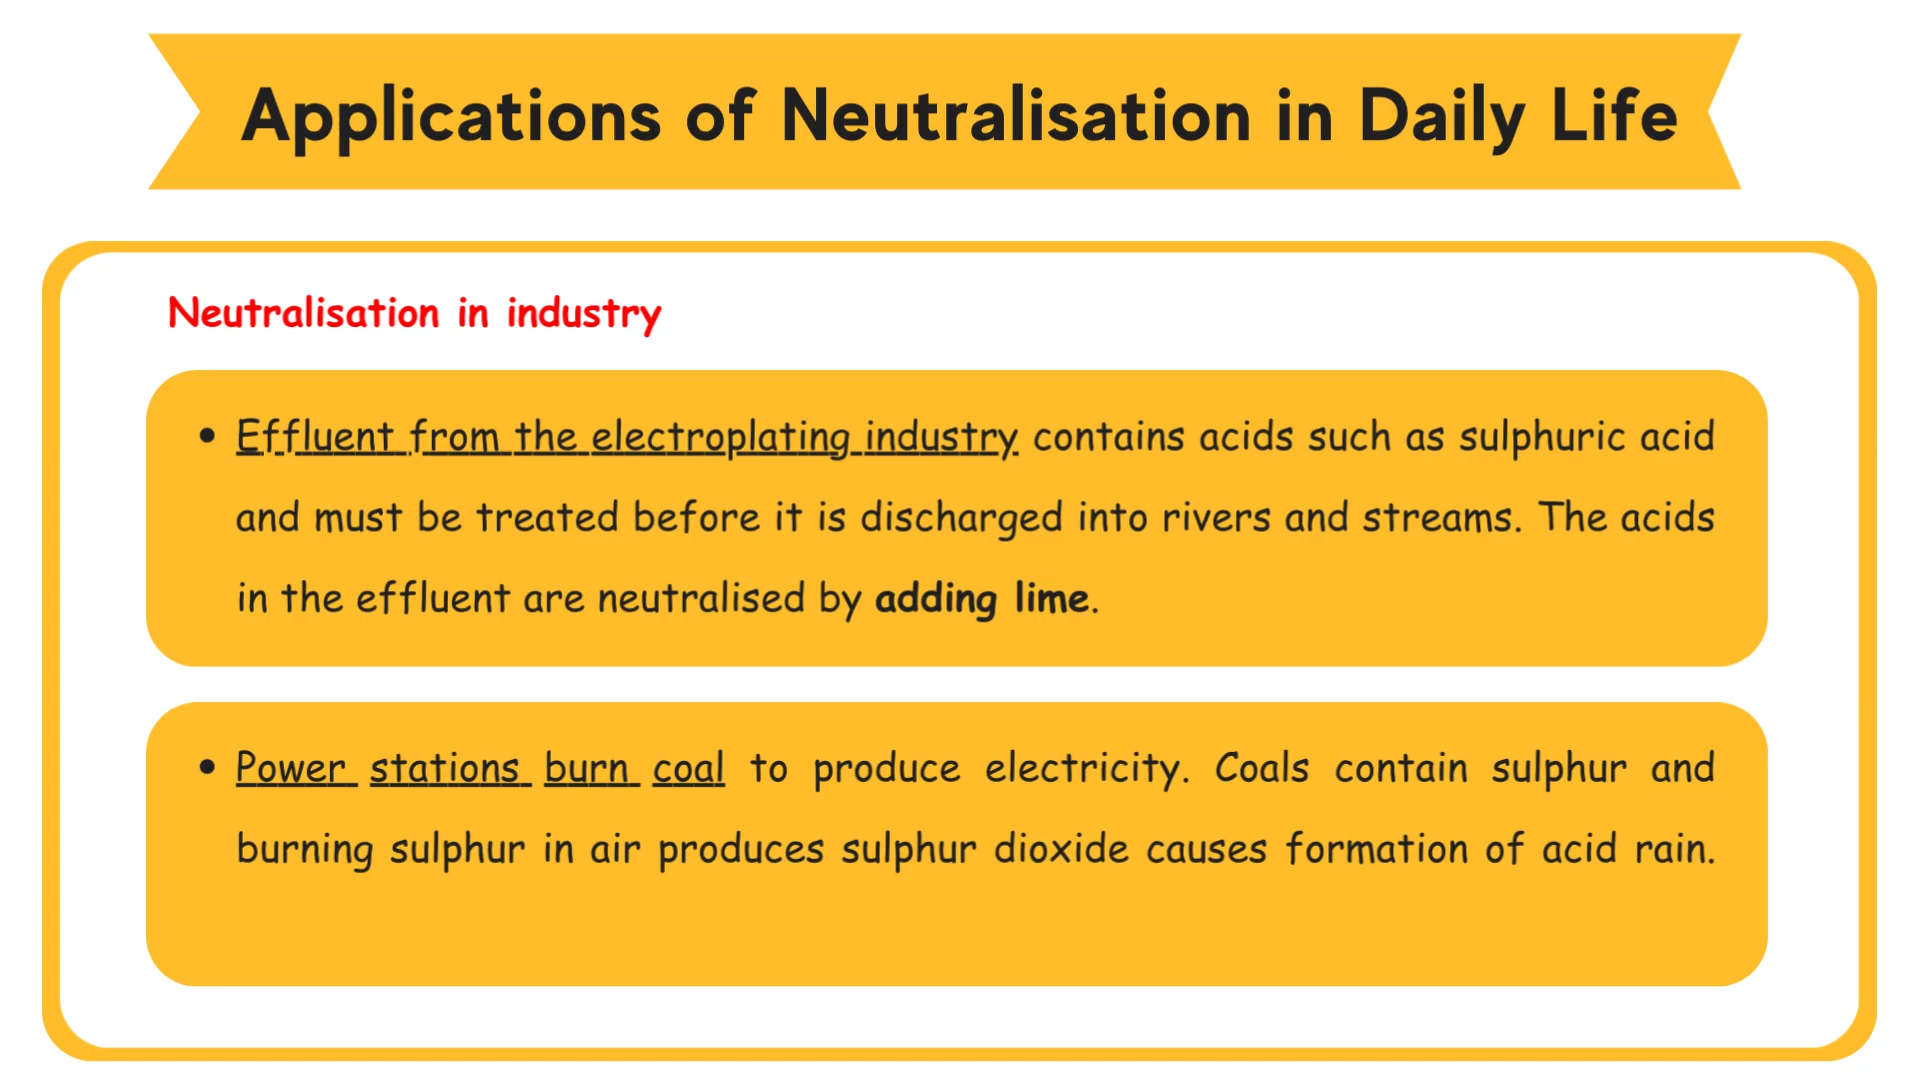 Applications of Neutralisation in Daily Life
Neutralisation in industry
• Effluent from the electroplating industry contains acids such as sulphuric acid
and must be treated before it is discharged into rivers and streams. The acids
in the effluent are neutralised by adding lime.
• Power stations burn coal to produce electricity. Coals contain sulphur and
burning sulphur in air produces sulphur dioxide causes formation of acid rain.